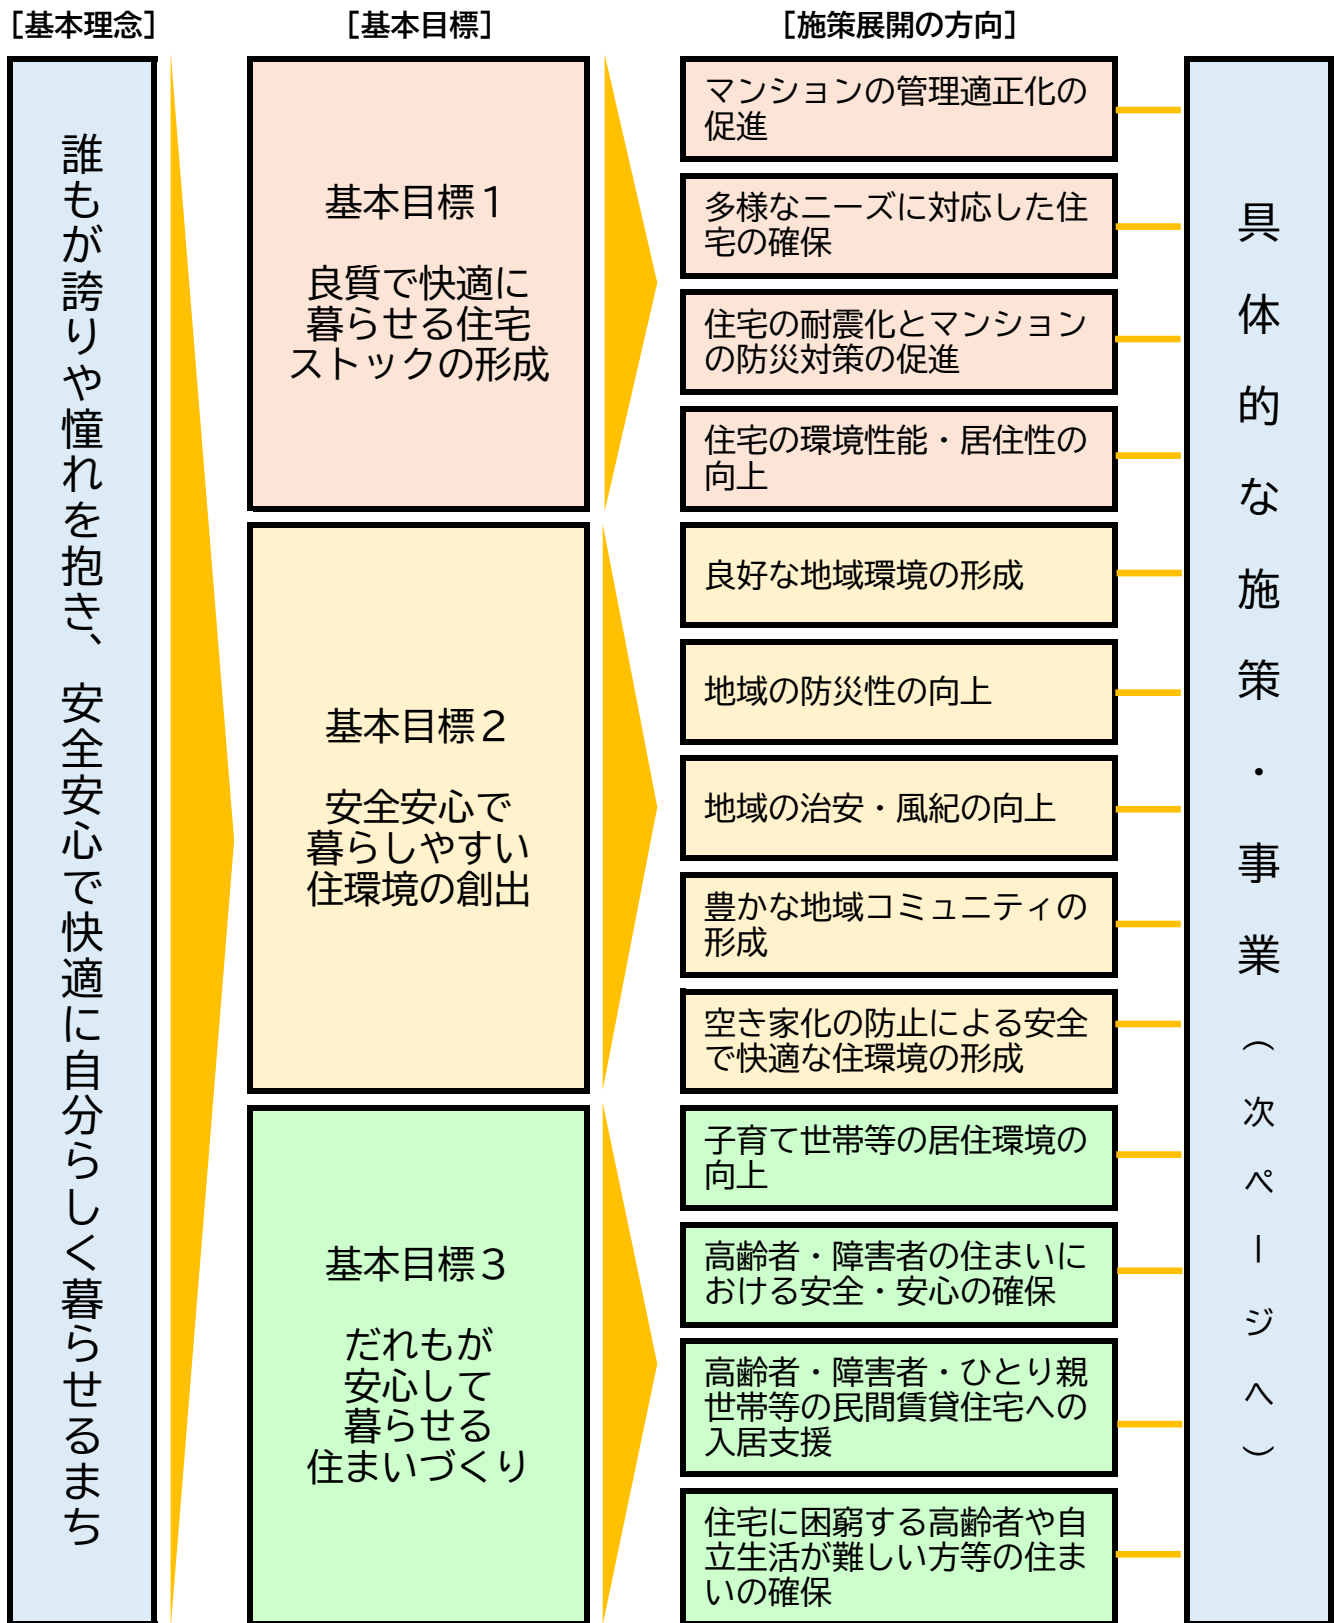 ［基本理念］
［基本目標］
［施策展開の方向］
誰もが誇りや憧れを抱き、安全安心で快適に自分らしく暮らせるまち
基本目標１
良質で快適に
暮らせる住宅
ストックの形成
マンションの管理適正化の
促進
多様なニーズに対応した住
宅の確保
住宅の耐震化とマンション
の防災対策の促進
住宅の環境性能・居住性の
向上
基本目標２
安全安心で
暮らしやすい
住環境の創出
良好な地域環境の形成
地域の防災性の向上
地域の治安・風紀の向上
豊かな地域コミュニティの
形成
空き家化の防止による安全
で快適な住環境の形成
基本目標３
だれもが
安心して
暮らせる
住まいづくり
子育て世帯等の居住環境の
向上
高齢者・障害者の住まいに
おける安全・安心の確保
高齢者・障害者・ひとり親
世帯等の民間賃貸住宅への
入居支援
住宅に困窮する高齢者や自
立生活が難しい方等の住ま
いの確保
具体的な施策・事業（次ページへ）